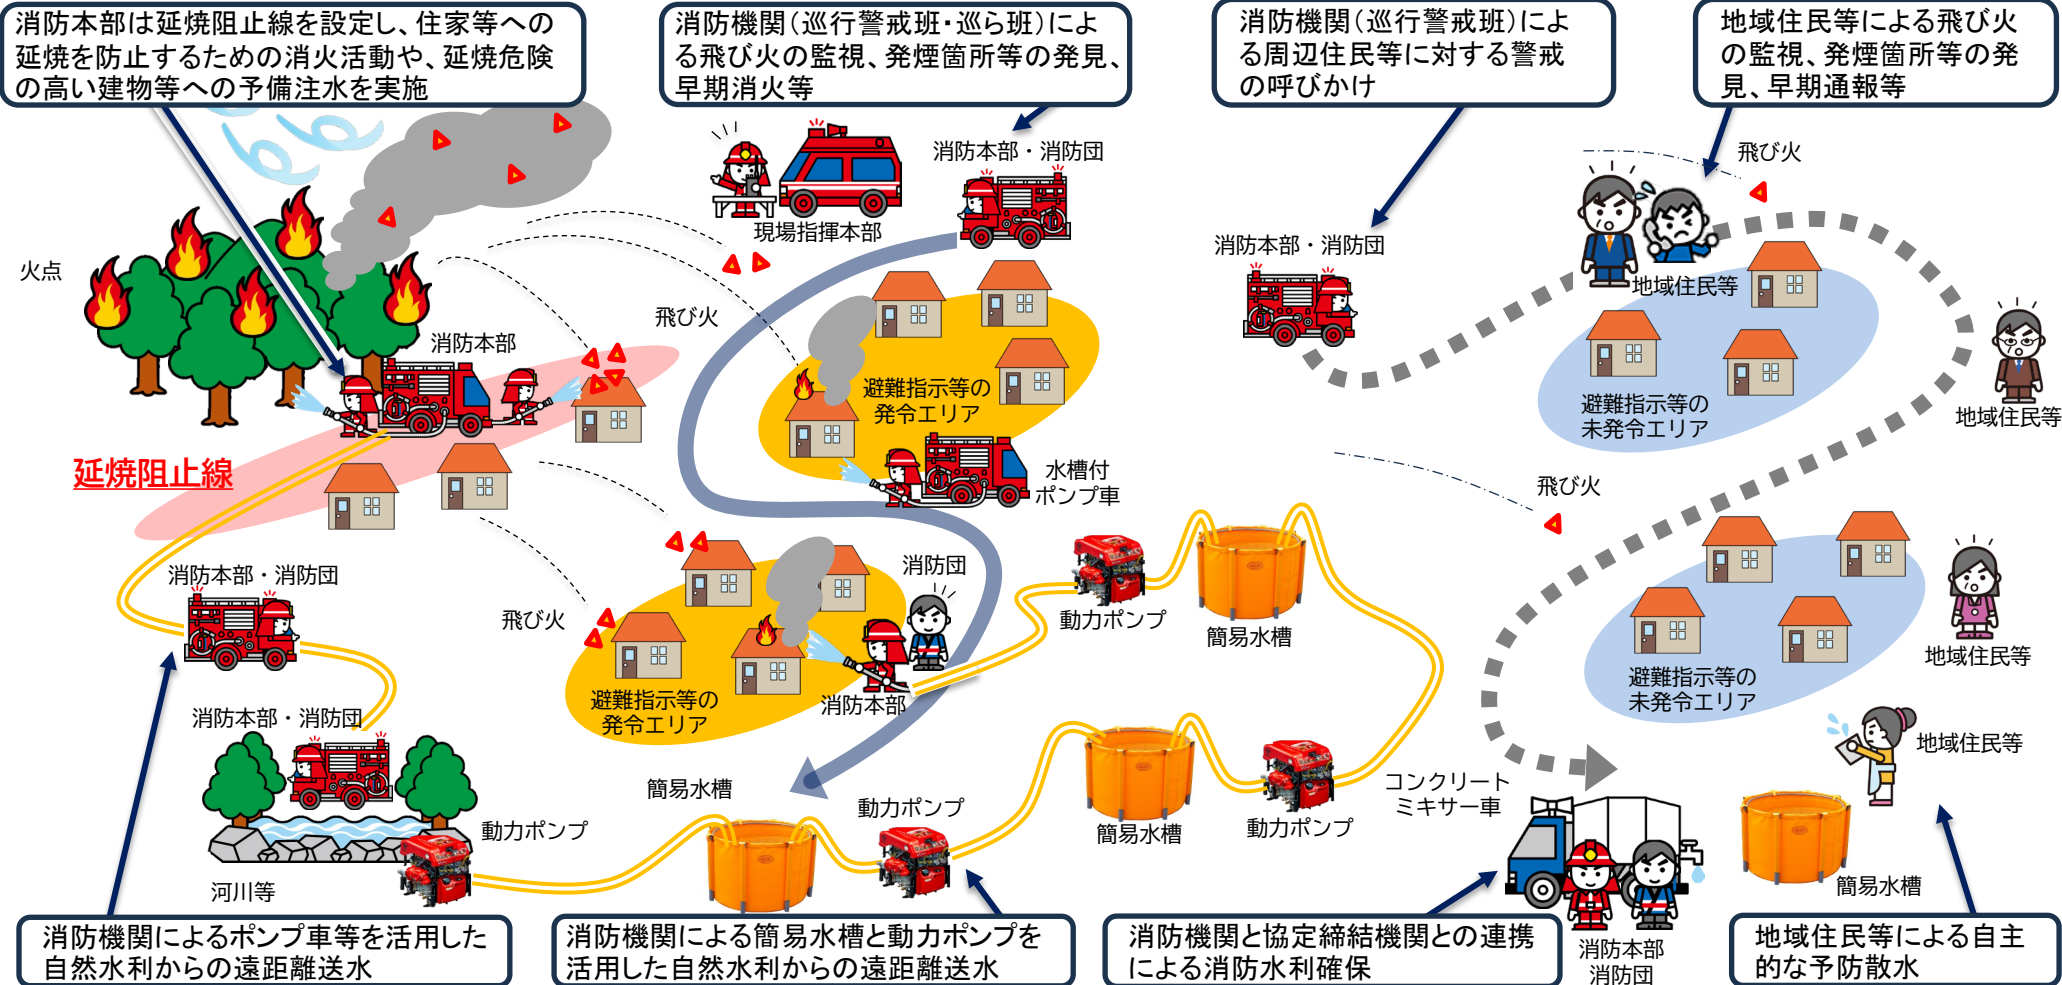 消防本部は延焼阻止線を設定し、住家等への
延焼を防止するための消火活動や、延焼危険
の高い建物等への予備注水を実施
消防機関（巡行警戒班・巡ら班）によ
る飛び火の監視、発煙箇所等の発見、
早期消火等
消防機関（巡行警戒班）によ
る周辺住民等に対する警戒
の呼びかけ
地域住民等による飛び火
の監視、発煙箇所等の発
見、早期通報等
消防本部・消防団
飛び火
現場指揮本部
消防本部・消防団
火点
地域住民等
飛び火
消防本部
避難指示等の
発令エリア
避難指示等の
未発令エリア
地域住民等
延焼阻止線
水槽付
ポンプ車
飛び火
消防本部・消防団
消防団
動力ポンプ
簡易水槽
飛び火
地域住民等
避難指示等の
発令エリア
消防本部
避難指示等の
未発令エリア
消防本部・消防団
地域住民等
簡易水槽
動力ポンプ
コンクリート
ミキサー車
動力ポンプ
簡易水槽
動力ポンプ
河川等
簡易水槽
消防機関によるポンプ車等を活用した
自然水利からの遠距離送水
消防機関による簡易水槽と動力ポンプを
活用した自然水利からの遠距離送水
消防機関と協定締結機関との連携
による消防水利確保
消防本部
消防団
地域住民等による自主
的な予防散水